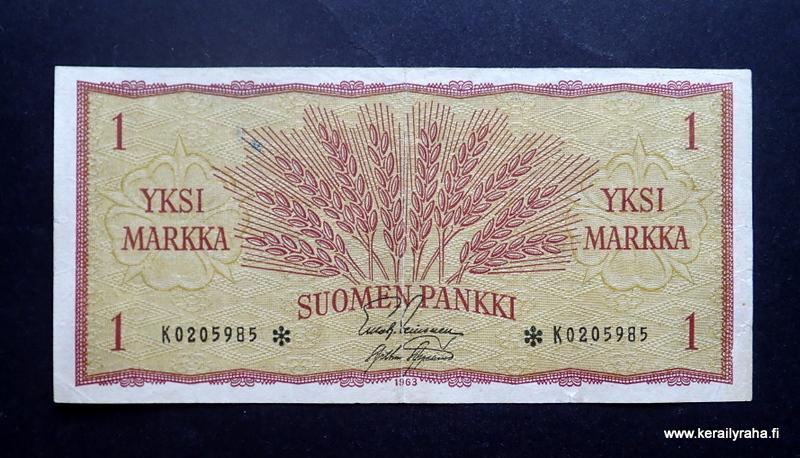 1 1
YKSI MARKKA
YKSI MARKKA
SUOMEN PANKKI
K0205985 *
* K0205985
1 1
1963
www.kerailyraha.fi